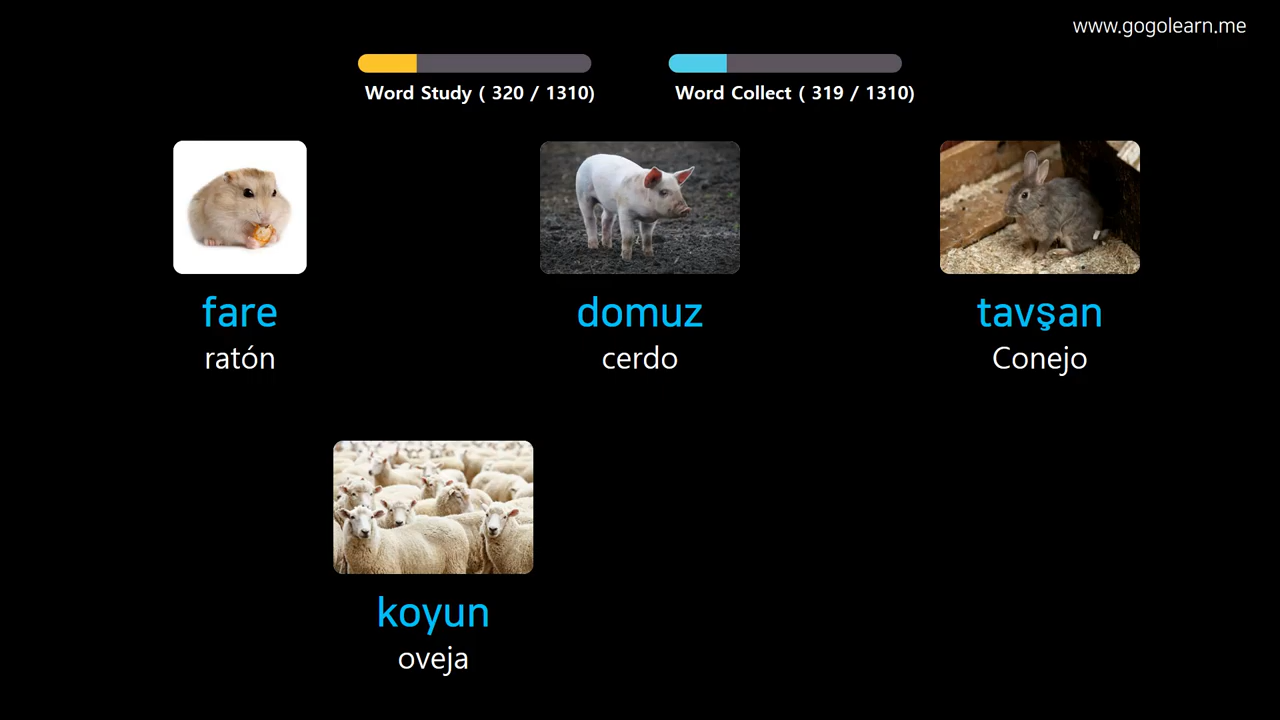 www.gogolearn.me
Word Study ( 320 / 1310)
Word Collect ( 319 / 1310)
fare
ratón
domuz
cerdo
tavşan
Conejo
koyun
oveja